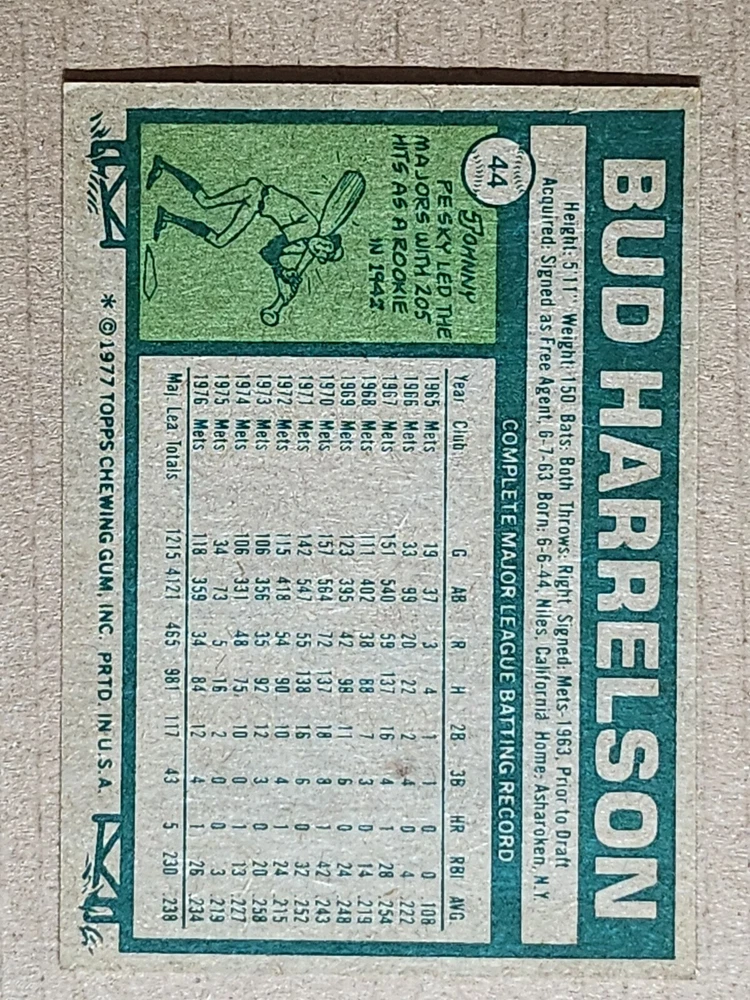 BUD HARRELSON
44
Height: 5'11" Weight: 150 Bats: Both Throws: Right Signed: Mets-1963, Prior to Draft
Acquired: Signed as Free Agent, 6-7-63 Born: 6-6-44, Niles, California Home: Asharoken, N.Y.
JOHNNY
PESKY LED THE
MAJORS WITH 205
HITS AS A ROOKIE
IN 1942
COMPLETE MAJOR LEAGUE BATTING RECORD
Year Club G AB R H 2B 3B HR RBI AVG.
1965 Mets 19 37 3 4 1 1 0 0 .108
1966 Mets 33 99 20 22 2 4 0 4 .222
1967 Mets 151 540 59 137 16 4 1 28 .254
1968 Mets 111 402 38 88 7 3 0 14 .219
1969 Mets 123 395 42 98 11 6 0 24 .248
1970 Mets 157 564 72 137 18 8 1 42 .243
1971 Mets 142 547 55 138 16 6 0 32 .252
1972 Mets 115 418 54 90 10 4 1 24 .215
1973 Mets 106 356 35 92 12 3 0 20 .258
1974 Mets 106 331 48 75 10 0 1 13 .227
1975 Mets 34 73 5 16 2 0 0 3 .219
1976 Mets 118 359 34 84 12 4 1 26 .234
Maj. Lea. Totals 1215 4121 465 981 117 43 5 230 .238
* © 1977 TOPPS CHEWING GUM, INC. PRTD. IN U.S.A.